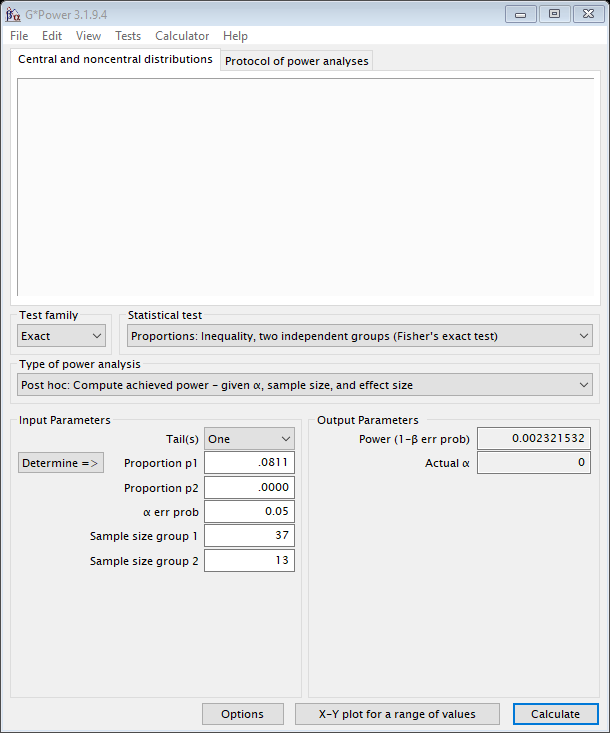 G*Power 3.1.9.4
File Edit View Tests Calculator Help
Central and noncentral distributions Protocol of power analyses
Test family Statistical test
Exact Proportions: Inequality, two independent groups (Fisher's exact test)
Type of power analysis
Post hoc: Compute achieved power - given α, sample size, and effect size
Input Parameters Output Parameters
Tail(s) One Power (1-β err prob) 0.002321532
Determine => Proportion p1 .0811 Actual α 0
Proportion p2 .0000
α err prob 0.05
Sample size group 1 37
Sample size group 2 13
Options X-Y plot for a range of values Calculate